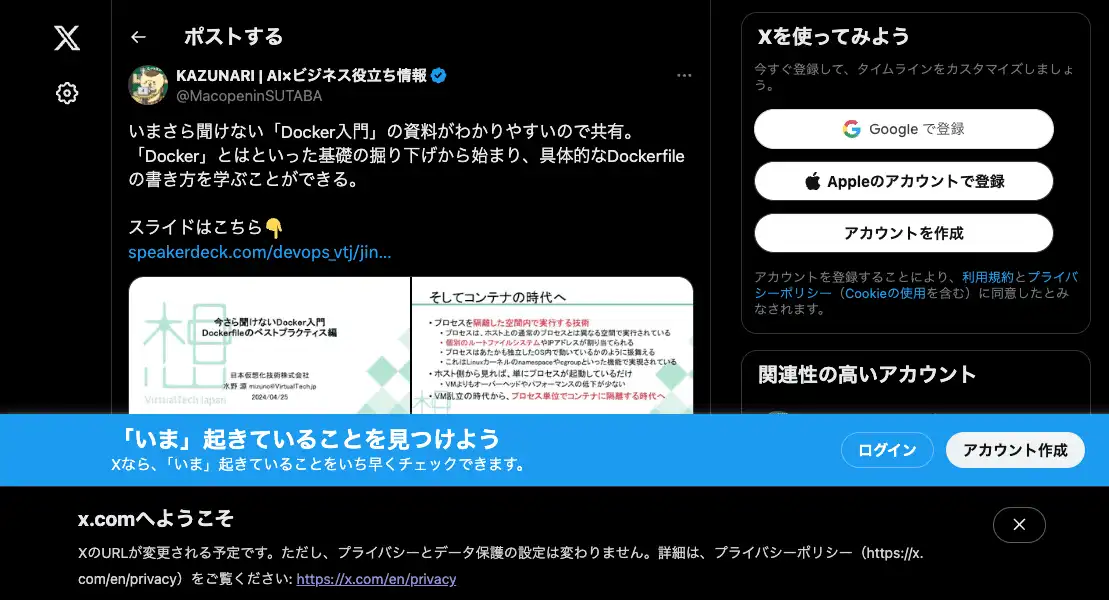 ポストする
KAZUNARI | AI×ビジネス役立ち情報
@MacopeninSUTABA
いまさら聞けない「Docker入門」の資料がわかりやすいので共有。
「Docker」とはといった基礎の掘り下げから始まり、具体的なDockerfile
の書き方を学ぶことができる。
スライドはこちら👇
speakerdeck.com/devops_vtj/jin…
今さら聞けないDocker入門
Dockerfileのベストプラクティス編
日本仮想化技術株式会社
水野 源 mizuno@VirtualTech.jp
2024/04/25
VirtualTech Japan
そしてコンテナの時代へ
• プロセスを隔離した空間内で実行する技術
• プロセスは、ホスト上の通常のプロセスとは異なる空間で実行されている
• 個別のルートファイルシステムやIPアドレスが割り当てられる
• プロセスはあたかも独立したOS内で動いているかのように振舞える
• これはLinuxカーネルのnamespaceやcgroupといった機能で実現されている
• ホスト側から見れば、単にプロセスが起動しているだけ
• VMよりもオーバーヘッドやパフォーマンスの低下が少ない
• VM乱立の時代から、プロセス単位でコンテナに隔離する時代へ
Xを使ってみよう
今すぐ登録して、タイムラインをカスタマイズしましょ
う。
Google で登録
Appleのアカウントで登録
アカウントを作成
アカウントを登録することにより、利用規約とプライバ
シーポリシー（Cookieの使用を含む）に同意したとみ
なされます。
関連性の高いアカウント
「いま」起きていることを見つけよう
Xなら、「いま」起きていることをいち早くチェックできます。
ログイン
アカウント作成
x.comへようこそ
XのURLが変更される予定です。ただし、プライバシーとデータ保護の設定は変わりません。詳細は、プライバシーポリシー（https://x.
com/en/privacy）をご覧ください: https://x.com/en/privacy